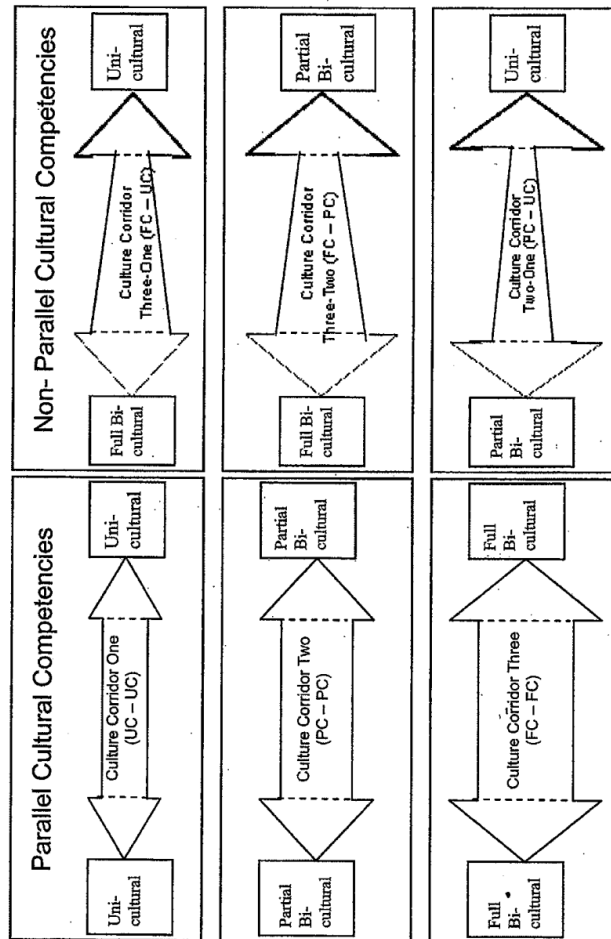 Parallel Cultural Competencies
Uni-
cultural
Culture Corridor One
(UC – UC)
Uni-
cultural
Partial
Bi-
cultural
Culture Corridor Two
(PC – PC)
Partial
Bi-
cultural
Full
Bi-
cultural
Culture Corridor Three
(FC – FC)
Full
Bi-
cultural
Non- Parallel Cultural Competencies
Full Bi-
cultural
Culture Corridor
Three-One (FC – UC)
Uni-
cultural
Full Bi-
cultural
Culture Corridor
Three-Two (FC – PC)
Partial
Bi-
cultural
Partial
Bi-
cultural
Culture Corridor
Two-One (PC – UC)
Uni-
cultural